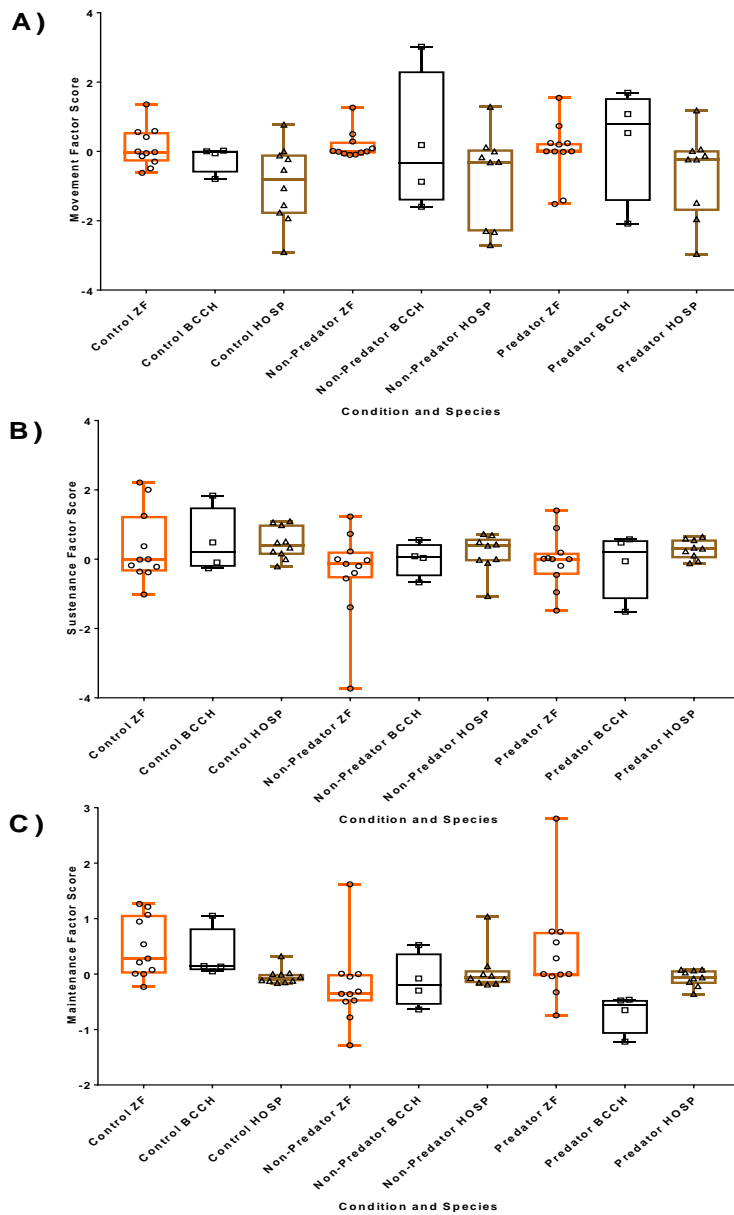 A)
Movement Factor Score
4
2
0
-2
-4
Control ZF
Control BCCH
Control HOSP
Non-Predator ZF
Non-Predator BCCH
Non-Predator HOSP
Predator ZF
Predator BCCH
Predator HOSP
Condition and Species
B)
Sustenance Factor Score
4
2
0
-2
-4
Control ZF
Control BCCH
Control HOSP
Non-Predator ZF
Non-Predator BCCH
Non-Predator HOSP
Predator ZF
Predator BCCH
Predator HOSP
Condition and Species
C)
Maintenance Factor Score
3
2
1
0
-1
-2
Control ZF
Control BCCH
Control HOSP
Non-Predator ZF
Non-Predator BCCH
Non-Predator HOSP
Predator ZF
Predator BCCH
Predator HOSP
Condition and Species